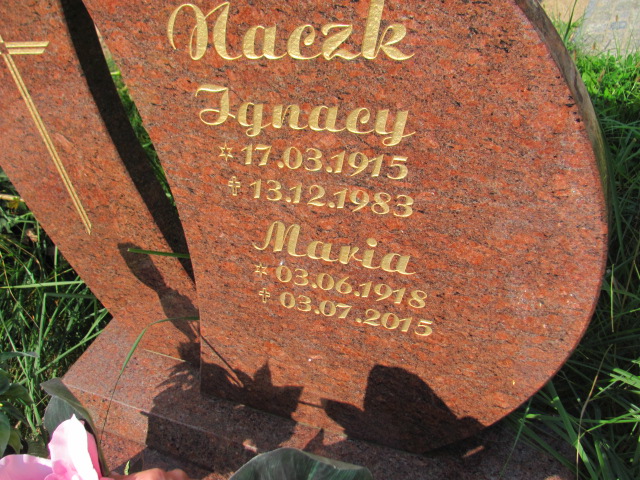 Naczk
Ignacy
* 17.03.1915
✝ 13.12.1983
Maria
* 03.06.1918
✝ 03.07.2015